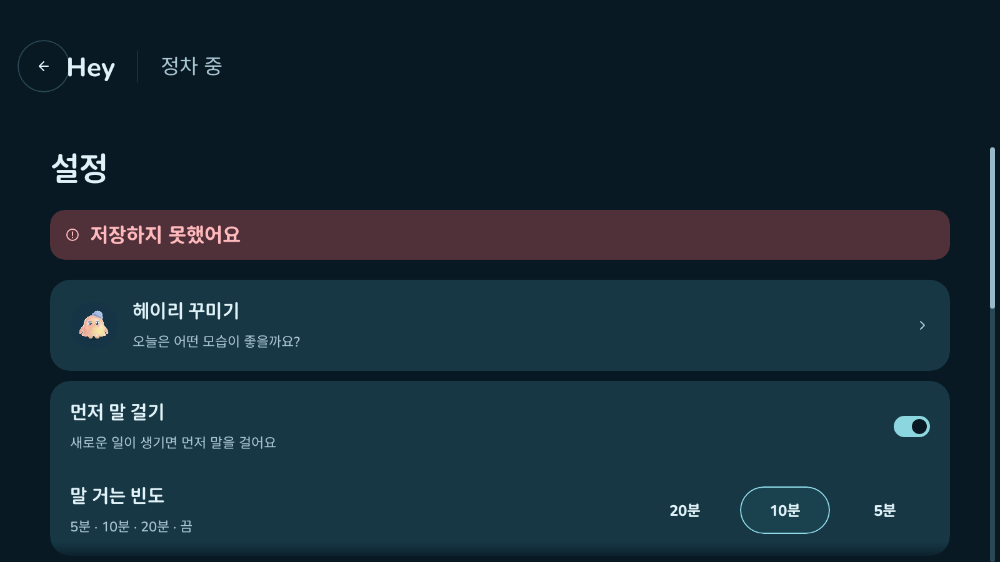 Hey
정차 중
설정
저장하지 못했어요
헤이리 꾸미기
오늘은 어떤 모습이 좋을까요?
먼저 말 걸기
새로운 일이 생기면 먼저 말을 걸어요
말 거는 빈도
5분 · 10분 · 20분 · 끔
20분
10분
5분